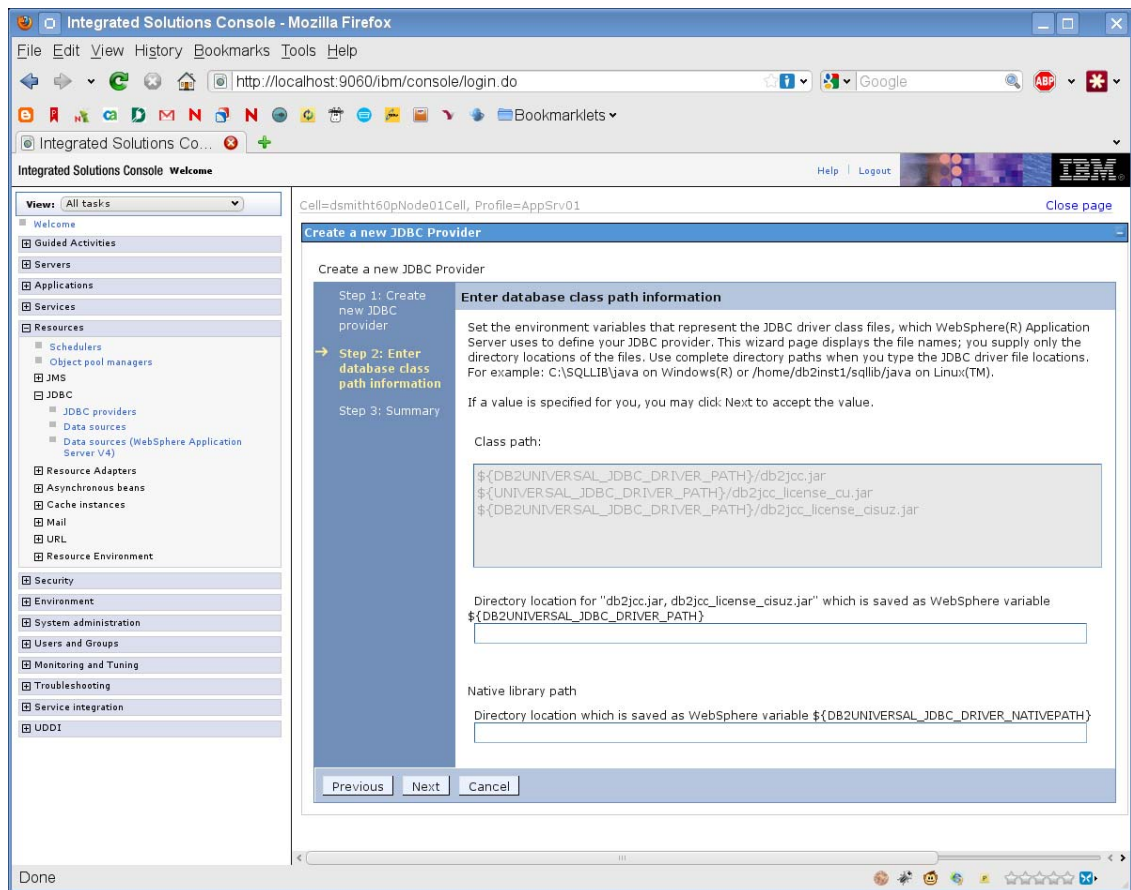 Integrated Solutions Console - Mozilla Firefox
File Edit View History Bookmarks Tools Help
http://localhost:9060/ibm/console/login.do
Google
ABP
Bookmarklets
Integrated Solutions Co...
Integrated Solutions Console Welcome
Help | Logout
IBM
View: All tasks
Welcome
Guided Activities
Servers
Applications
Services
Resources
Schedulers
Object pool managers
JMS
JDBC
JDBC providers
Data sources
Data sources (WebSphere Application
Server V4)
Resource Adapters
Asynchronous beans
Cache instances
Mail
URL
Resource Environment
Security
Environment
System administration
Users and Groups
Monitoring and Tuning
Troubleshooting
Service integration
UDDI
Cell=dsmitht60pNode01Cell, Profile=AppSrv01
Close page
Create a new JDBC Provider
Create a new JDBC Provider
Step 1: Create
new JDBC
provider
Step 2: Enter
database class
path information
Step 3: Summary
Enter database class path information
Set the environment variables that represent the JDBC driver class files, which WebSphere(R) Application
Server uses to define your JDBC provider. This wizard page displays the file names; you supply only the
directory locations of the files. Use complete directory paths when you type the JDBC driver file locations.
For example: C:\SQLLIB\java on Windows(R) or /home/db2inst1/sqllib/java on Linux(TM).
If a value is specified for you, you may click Next to accept the value.
Class path:
${DB2UNIVERSAL_JDBC_DRIVER_PATH}/db2jcc.jar
${UNIVERSAL_JDBC_DRIVER_PATH}/db2jcc_license_cu.jar
${DB2UNIVERSAL_JDBC_DRIVER_PATH}/db2jcc_license_cisuz.jar
Directory location for "db2jcc.jar, db2jcc_license_cisuz.jar" which is saved as WebSphere variable
${DB2UNIVERSAL_JDBC_DRIVER_PATH}
Native library path
Directory location which is saved as WebSphere variable ${DB2UNIVERSAL_JDBC_DRIVER_NATIVEPATH}
Previous Next Cancel
Done